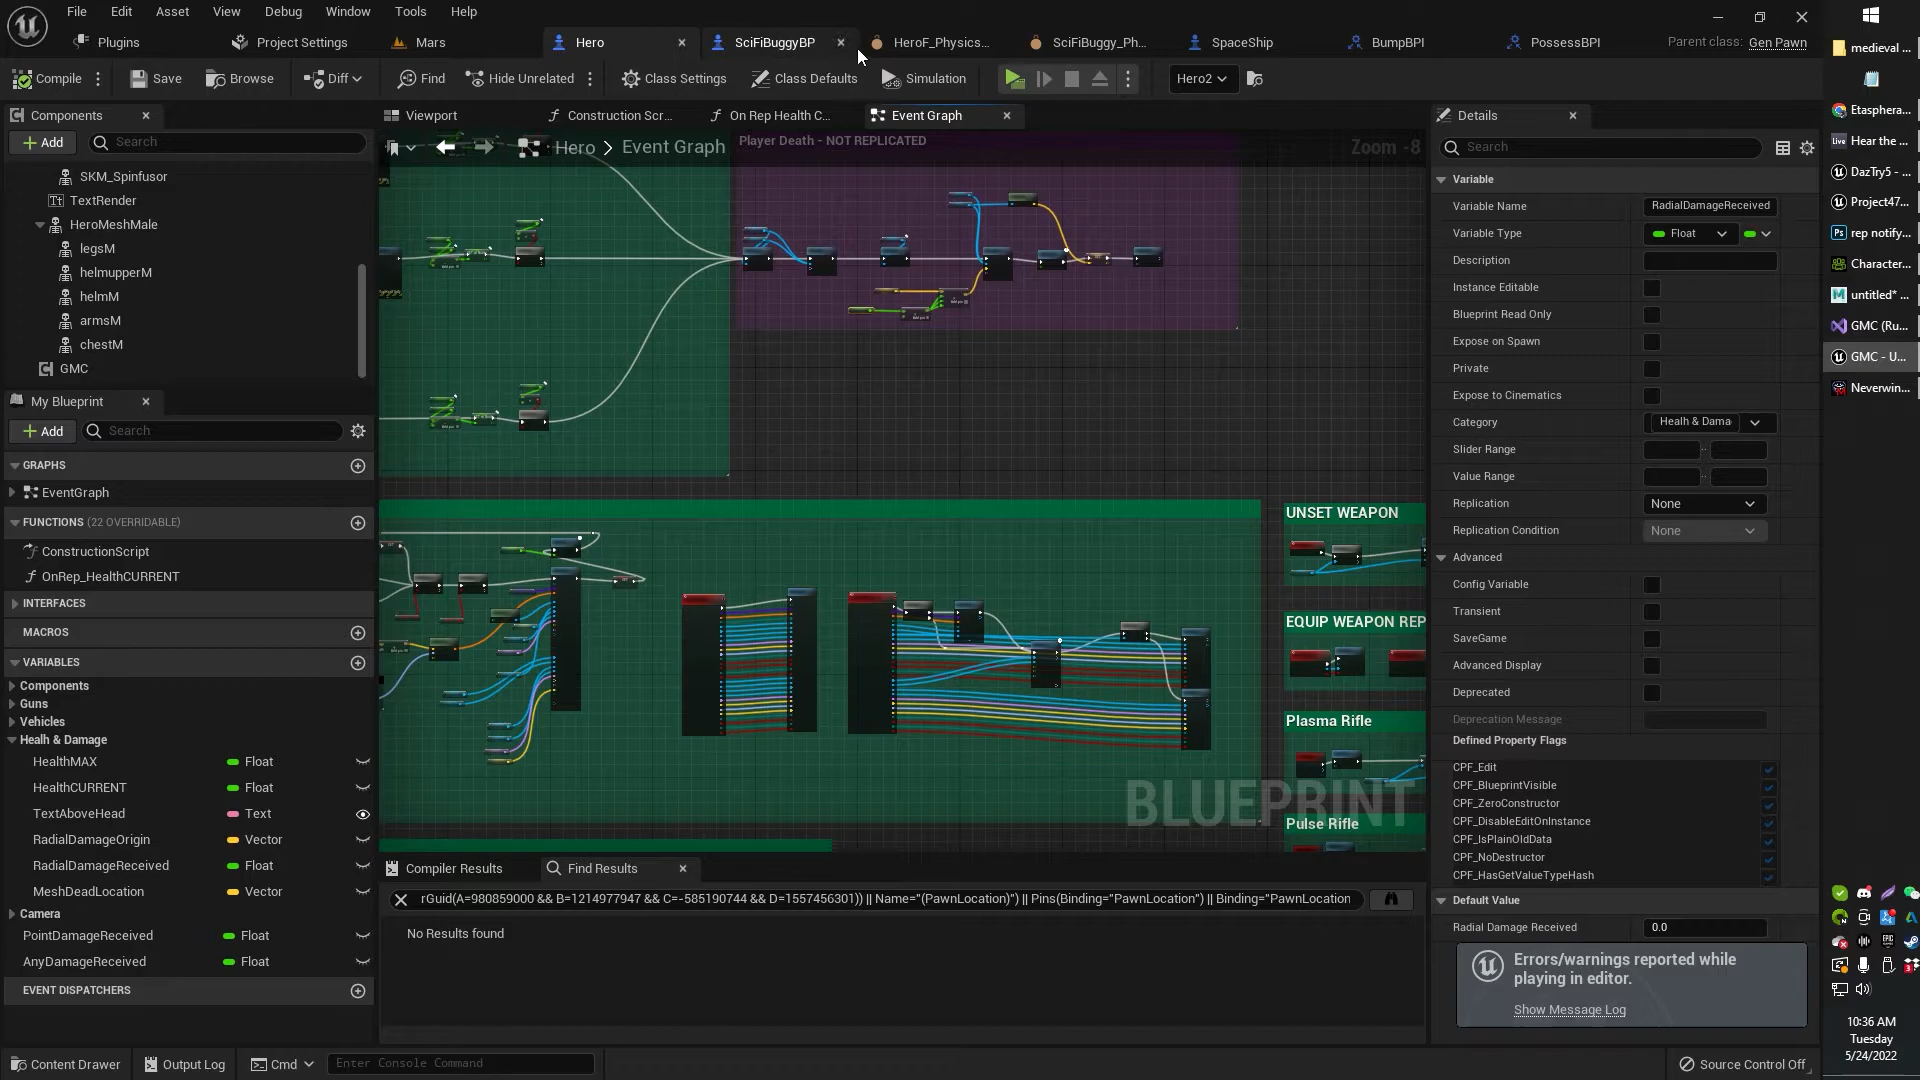 File Edit Asset View Debug Window Tools Help
Plugins Project Settings Mars Hero SciFiBuggyBP HeroF_Physics... SciFiBuggy_Ph... SpaceShip BumpBPI PossessBPI Parent class: Gen Pawn
Compile Save Browse Diff Find Hide Unrelated Class Settings Class Defaults Simulation Hero2
Components
Add Search
SKM_Spinfusor
TextRender
HeroMeshMale
legsM
helmupperM
helmM
armsM
chestM
GMC
My Blueprint
Add Search
GRAPHS
EventGraph
FUNCTIONS (22 OVERRIDABLE)
ConstructionScript
OnRep_HealthCURRENT
INTERFACES
MACROS
VARIABLES
Components
Guns
Vehicles
Healh & Damage
HealthMAX Float
HealthCURRENT Float
TextAboveHead Text
RadialDamageOrigin Vector
RadialDamageReceived Float
MeshDeadLocation Vector
Camera
PointDamageReceived Float
AnyDamageReceived Float
EVENT DISPATCHERS
Viewport Construction Scr... On Rep Health C... Event Graph
Hero > Event Graph
Player Death - NOT REPLICATED
Zoom -8
UNSET WEAPON
EQUIP WEAPON REP
Plasma Rifle
BLUEPRINT
Pulse Rifle
Compiler Results Find Results
rGuid(A=980859000 && B=1214977947 && C=-585190744 && D=1557456301)) || Name="(PawnLocation)") || Pins(Binding="PawnLocation") || Binding="PawnLocation
No Results found
Details
Search
Variable
Variable Name RadialDamageReceived
Variable Type Float
Description
Instance Editable
Blueprint Read Only
Expose on Spawn
Private
Expose to Cinematics
Category Healh & Dama
Slider Range
Value Range
Replication None
Replication Condition None
Advanced
Config Variable
Transient
SaveGame
Advanced Display
Deprecated
Deprecation Message
Defined Property Flags
CPF_Edit
CPF_BlueprintVisible
CPF_ZeroConstructor
CPF_DisableEditOnInstance
CPF_IsPlainOldData
CPF_NoDestructor
CPF_HasGetValueTypeHash
Default Value
Radial Damage Received 0.0
Errors/warnings reported while
playing in editor.
Show Message Log
Content Drawer Output Log Cmd Enter Console Command Source Control Off
medieval ...
Etasphera...
Hear the ...
DazTry5 - ...
Project47...
rep notify...
Character...
untitled* ...
GMC (Ru...
GMC - U...
Neverwin...
10:36 AM
Tuesday
5/24/2022